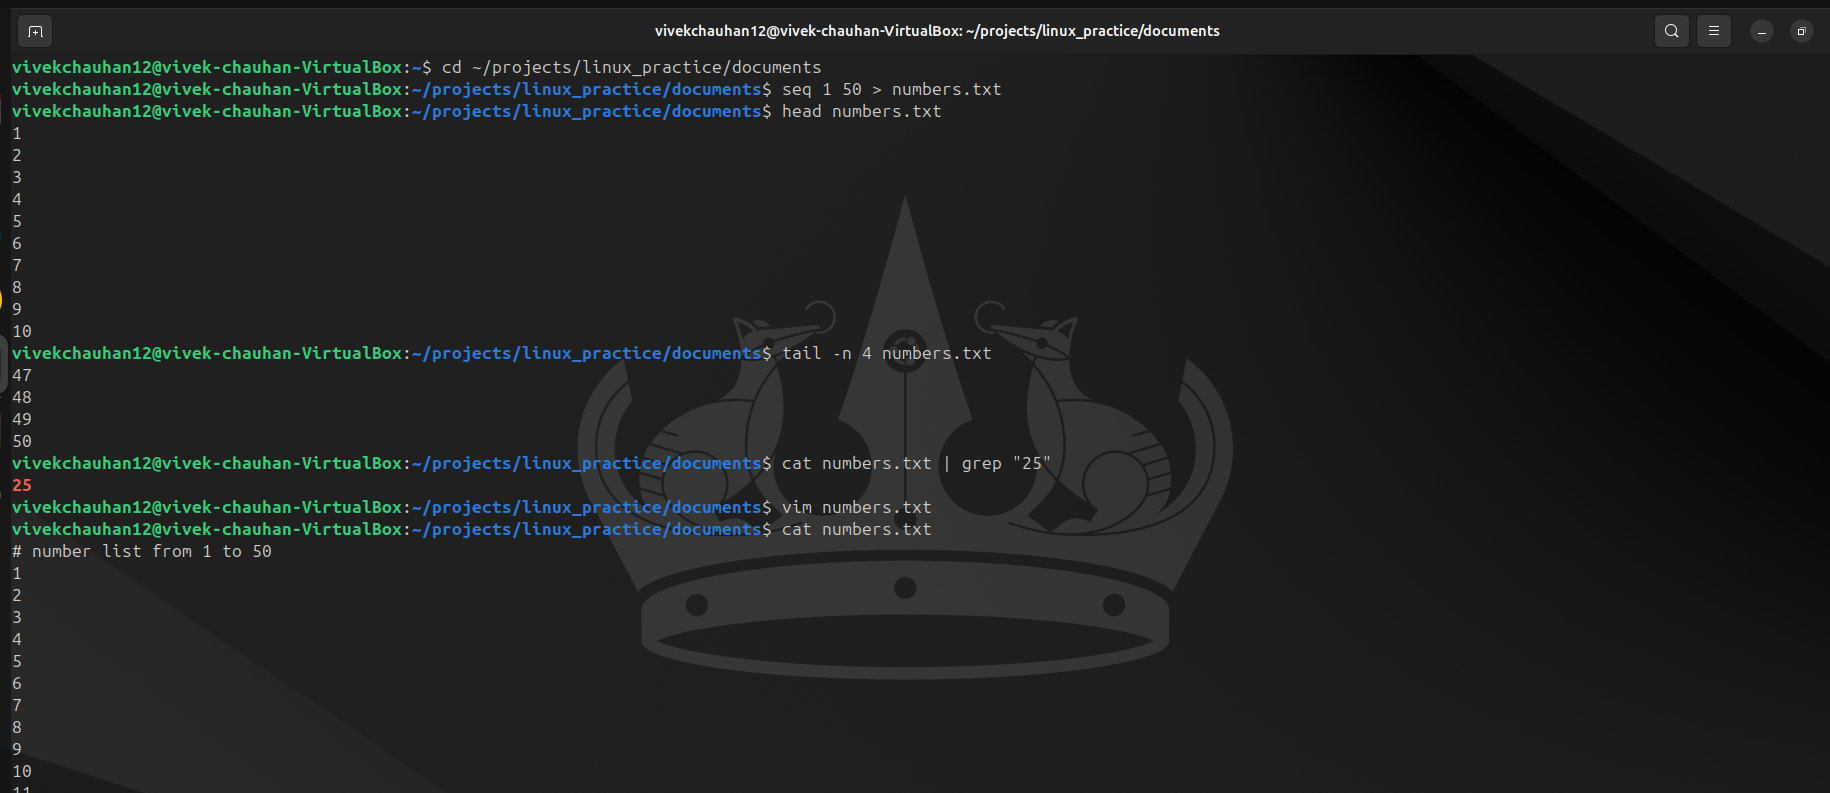 vivekchauhan12@vivek-chauhan-VirtualBox: ~/projects/linux_practice/documents
vivekchauhan12@vivek-chauhan-VirtualBox:~$ cd ~/projects/linux_practice/documents
vivekchauhan12@vivek-chauhan-VirtualBox:~/projects/linux_practice/documents$ seq 1 50 > numbers.txt
vivekchauhan12@vivek-chauhan-VirtualBox:~/projects/linux_practice/documents$ head numbers.txt
1
2
3
4
5
6
7
8
9
10
vivekchauhan12@vivek-chauhan-VirtualBox:~/projects/linux_practice/documents$ tail -n 4 numbers.txt
47
48
49
50
vivekchauhan12@vivek-chauhan-VirtualBox:~/projects/linux_practice/documents$ cat numbers.txt | grep "25"
25
vivekchauhan12@vivek-chauhan-VirtualBox:~/projects/linux_practice/documents$ vim numbers.txt
vivekchauhan12@vivek-chauhan-VirtualBox:~/projects/linux_practice/documents$ cat numbers.txt
# number list from 1 to 50
1
2
3
4
5
6
7
8
9
10
11